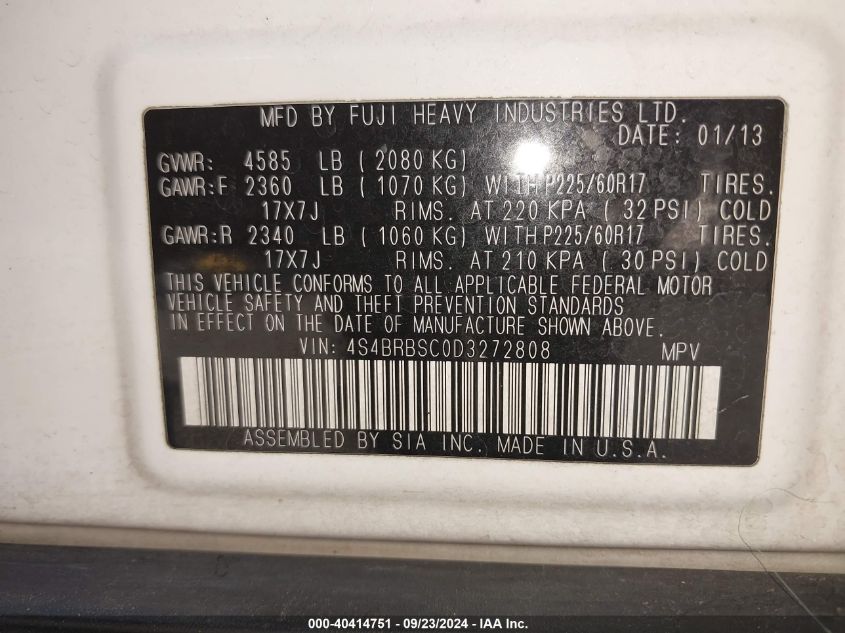 MFD BY FUJI HEAVY INDUSTRIES LTD.
DATE: 01/13
GVWR: 4585 LB ( 2080 KG)
GAWR:F 2360 LB ( 1070 KG) WITH P225/60R17 TIRES.
17X7J RIMS. AT 220 KPA ( 32 PSI) COLD
GAWR:R 2340 LB ( 1060 KG) WITH P225/60R17 TIRES.
17X7J RIMS. AT 210 KPA ( 30 PSI) COLD
THIS VEHICLE CONFORMS TO ALL APPLICABLE FEDERAL MOTOR
VEHICLE SAFETY AND THEFT PREVENTION STANDARDS
IN EFFECT ON THE DATE OF MANUFACTURE SHOWN ABOVE.
VIN: 4S4BRBSC0D3272808 MPV
ASSEMBLED BY SIA INC. MADE IN U.S.A.
000-40414751 - 09/23/2024 - IAA Inc.